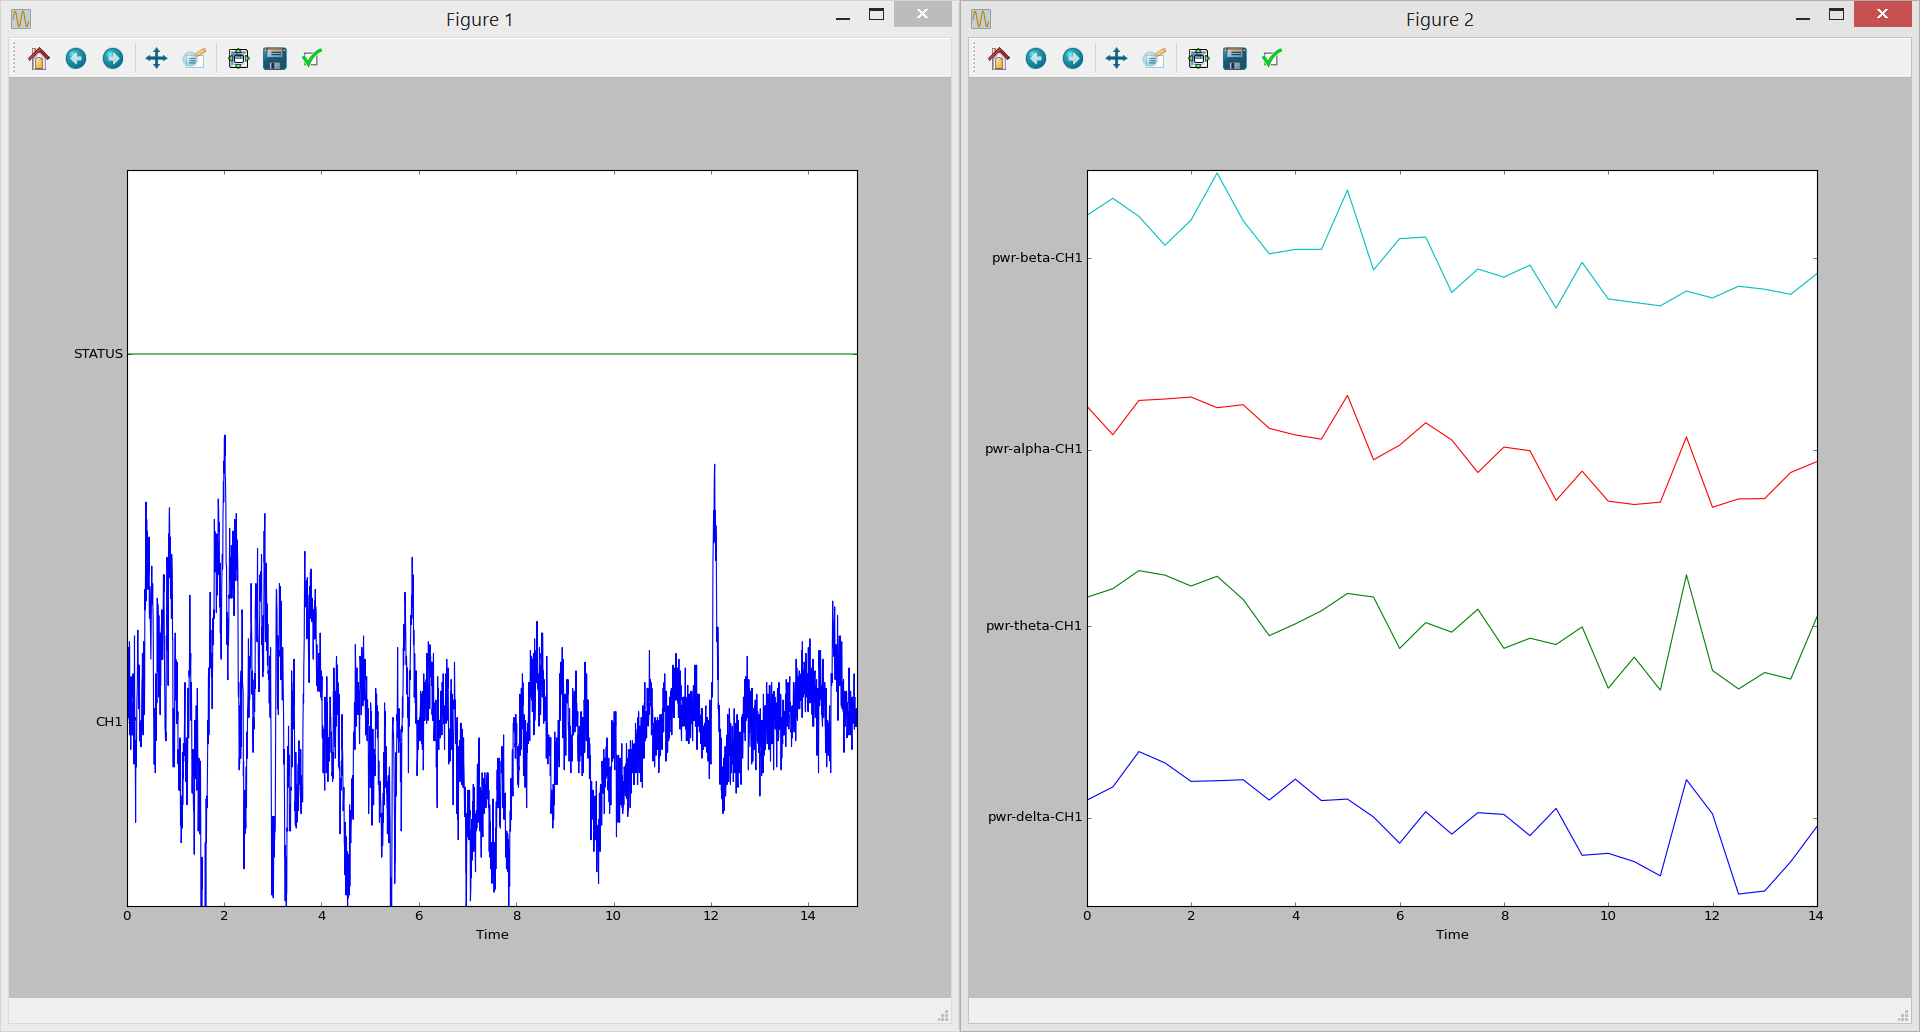 Figure 1
STATUS
CH1
0 2 4 6 8 10 12 14
Time
Figure 2
pwr-beta-CH1
pwr-alpha-CH1
pwr-theta-CH1
pwr-delta-CH1
0 2 4 6 8 10 12 14
Time